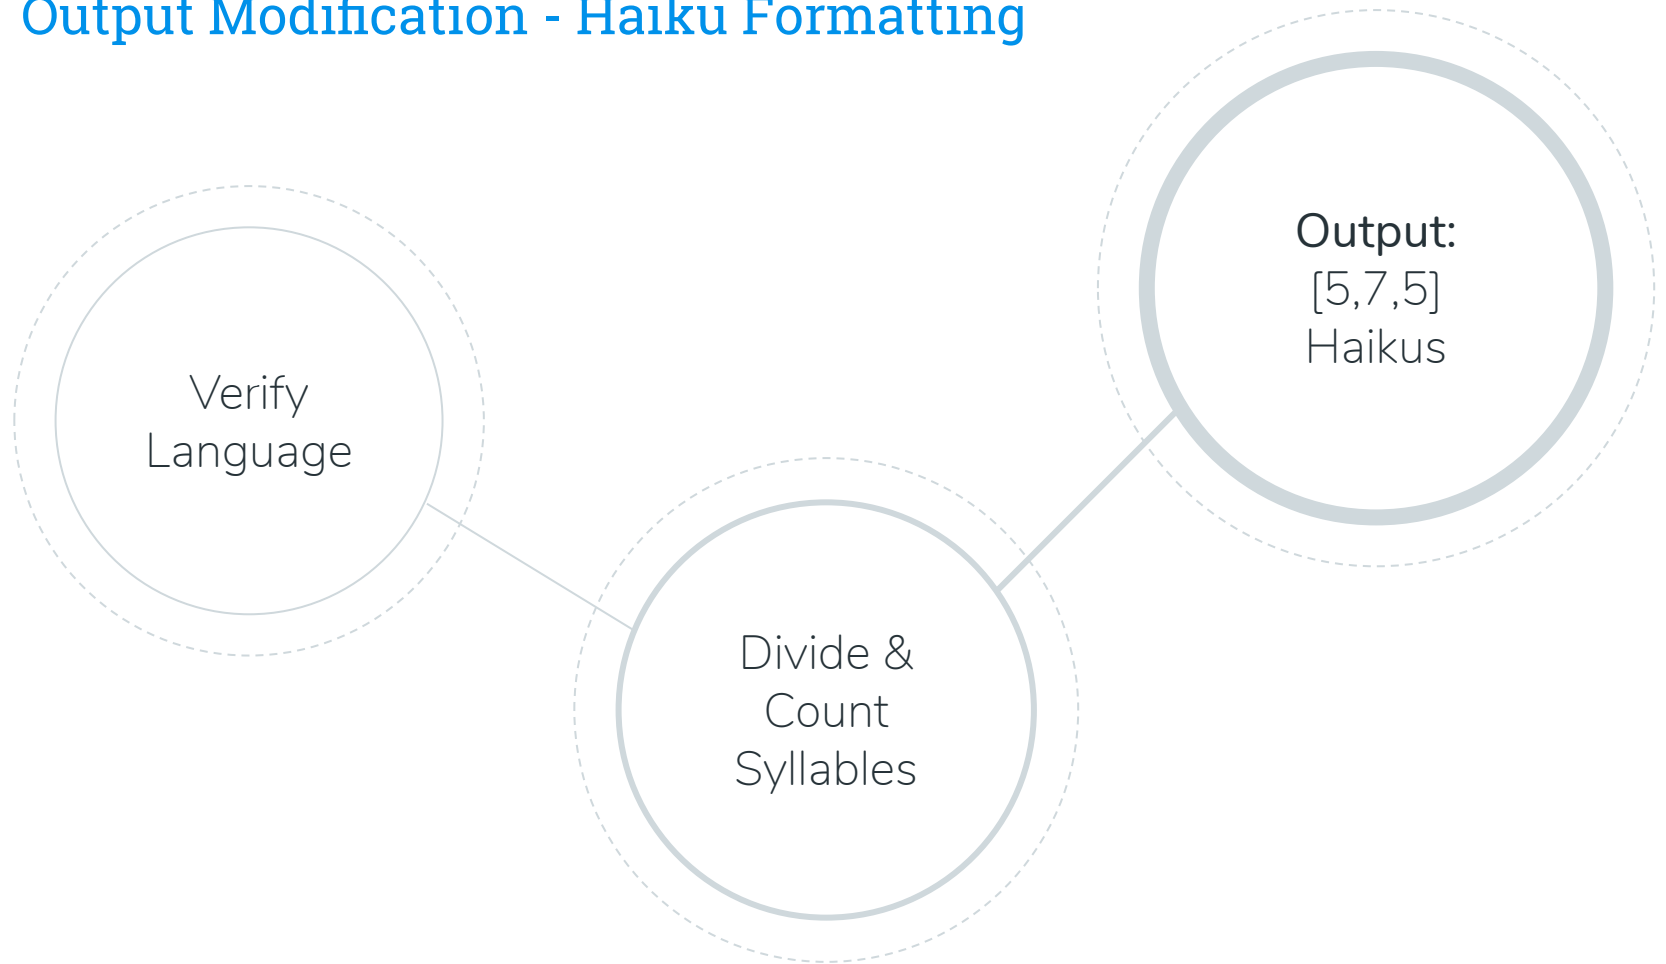 Output Modification - Haiku Formatting
Verify
Language
Divide &
Count
Syllables
Output:
[5,7,5]
Haikus